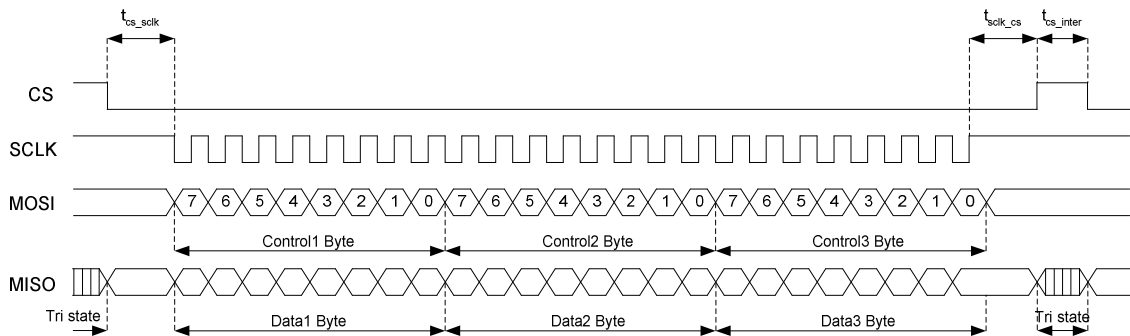 tcs_sclk tsclk_cs tcs_inter
CS
SCLK
MOSI 7 6 5 4 3 2 1 0 7 6 5 4 3 2 1 0 7 6 5 4 3 2 1 0
Control1 Byte Control2 Byte Control3 Byte
MISO
Tri state Data1 Byte Data2 Byte Data3 Byte Tri state